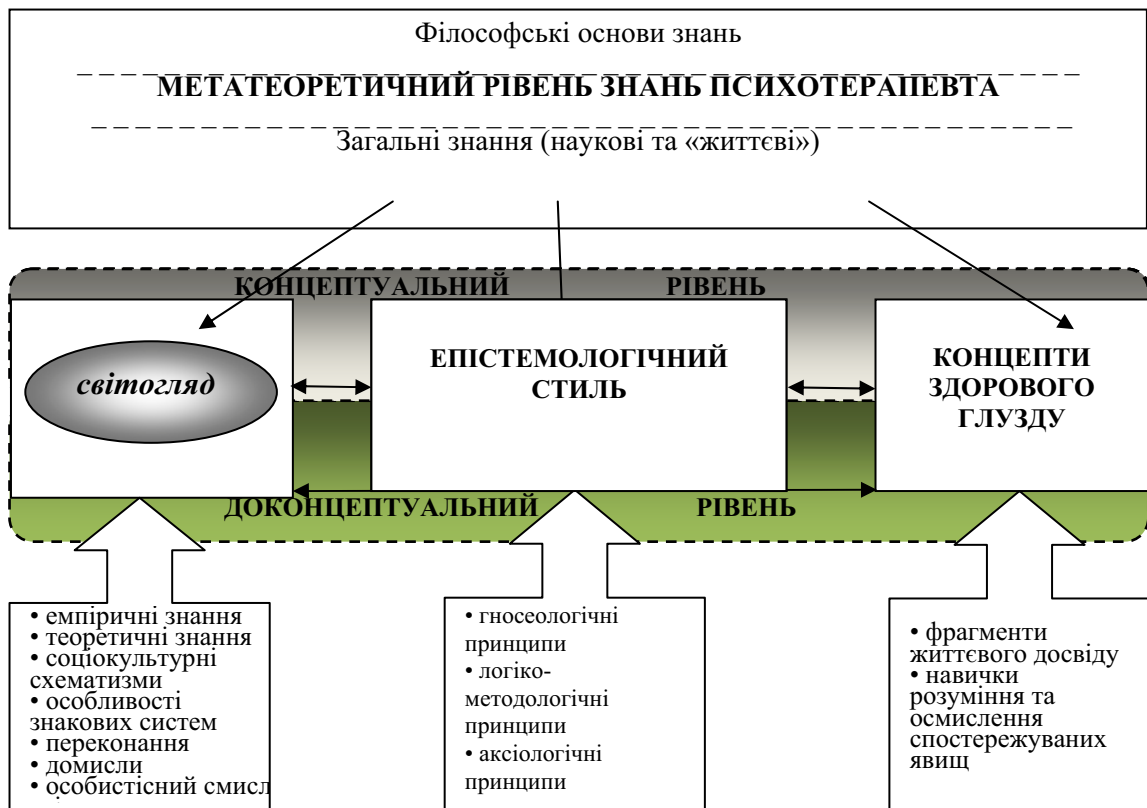 Філософські основи знань
МЕТАТЕОРЕТИЧНИЙ РІВЕНЬ ЗНАНЬ ПСИХОТЕРАПЕВТА
Загальні знання (наукові та «життєві»)
КОНЦЕПТУАЛЬНИЙ РІВЕНЬ
світогляд
ЕПІСТЕМОЛОГІЧНИЙ
СТИЛЬ
КОНЦЕПТИ
ЗДОРОВОГО
ГЛУЗДУ
ДОКОНЦЕПТУАЛЬНИЙ РІВЕНЬ
• емпіричні знання
• теоретичні знання
• соціокультурні
схематизми
• особливості
знакових систем
• переконання
• домисли
• особистісний смисл
• гносеологічні
принципи
• логіко-
методологічні
принципи
• аксіологічні
принципи
• фрагменти
життєвого досвіду
• навички
розуміння та
осмислення
спостережуваних
явищ